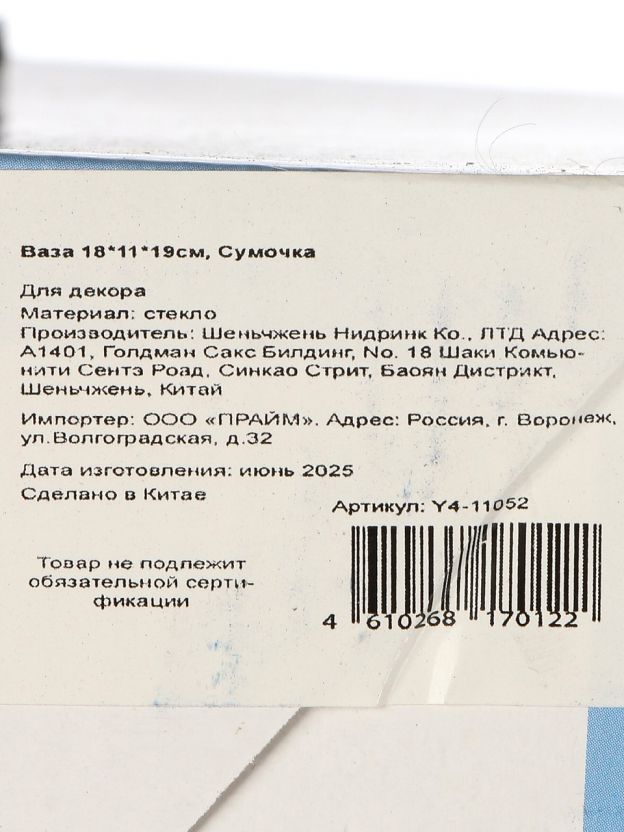 Ваза 18*11*19см, Сумочка
Для декора
Материал: стекло
Производитель: Шеньчжень Нидринк Ко., ЛТД Адрес:
А1401, Голдман Сакс Билдинг, No. 18 Шаки Комью-
нити Сентэ Роад, Синкао Стрит, Баоян Дистрикт,
Шеньчжень, Китай
Импортер: ООО «ПРАЙМ». Адрес: Россия, г. Воронеж,
ул.Волгоградская, д.32
Дата изготовления: июнь 2025
Сделано в Китае
Артикул: Y4-11052
Товар не подлежит
обязательной серти-
фикации
4 610268 170122